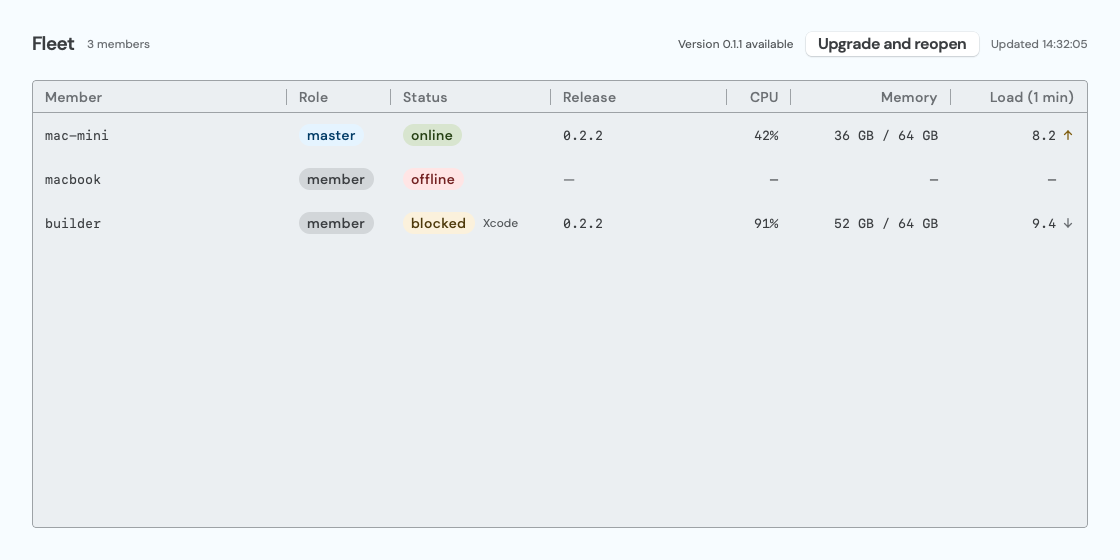 Fleet 3 members Version 0.1.1 available Upgrade and reopen Updated 14:32:05
Member Role Status Release CPU Memory Load (1 min)
mac-mini master online 0.2.2 42% 36 GB / 64 GB 8.2 ↑
macbook member offline — — — —
builder member blocked Xcode 0.2.2 91% 52 GB / 64 GB 9.4 ↓